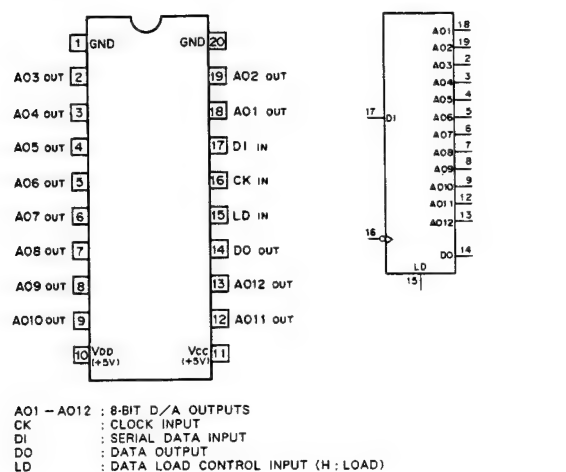 1 GND GND 20
AO3 OUT 2 19 AO2 OUT
AO4 OUT 3 18 AO1 OUT
AO5 OUT 4 17 DI IN
AO6 OUT 5 16 CK IN
AO7 OUT 6 15 LD IN
AO8 OUT 7 14 DO OUT
AO9 OUT 8 13 AO12 OUT
AO10 OUT 9 12 AO11 OUT
10 VDD VCC 11
(+5V) (+5V)
AO1 18
AO2 19
AO3 2
AO4 3
AO5 4
17 DI AO6 5
AO7 6
AO8 7
AO9 8
AO10 9
AO11 12
AO12 13
16
DO 14
LD
15
AO1 - AO12 : 8-BIT D/A OUTPUTS
CK : CLOCK INPUT
DI : SERIAL DATA INPUT
DO : DATA OUTPUT
LD : DATA LOAD CONTROL INPUT (H ; LOAD)